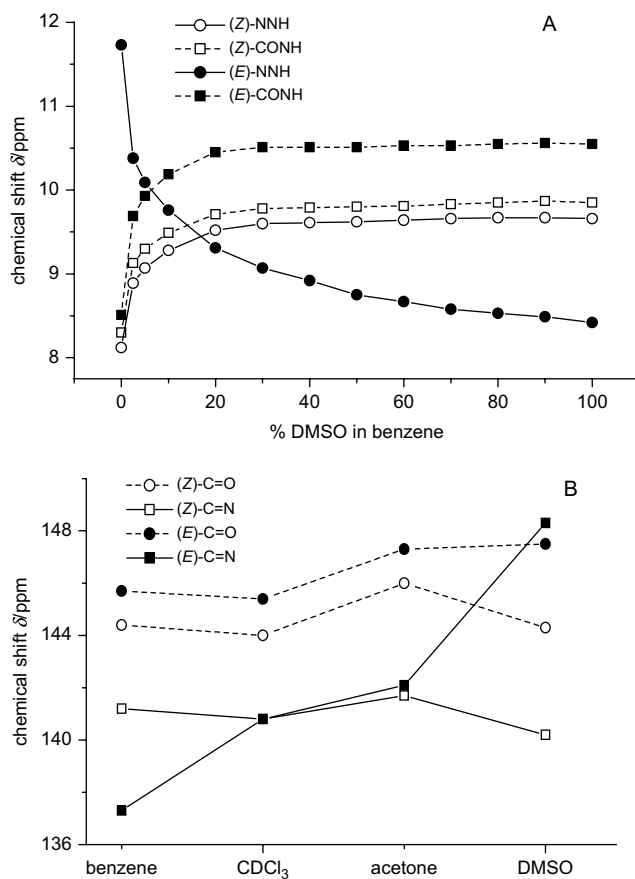 A
(Z)-NNH
(Z)-CONH
(E)-NNH
(E)-CONH
12
11
10
9
8
chemical shift δ/ppm
0 20 40 60 80 100
% DMSO in benzene
B
(Z)-C=O
(Z)-C=N
(E)-C=O
(E)-C=N
148
144
140
136
chemical shift δ/ppm
benzene CDCl₃ acetone DMSO